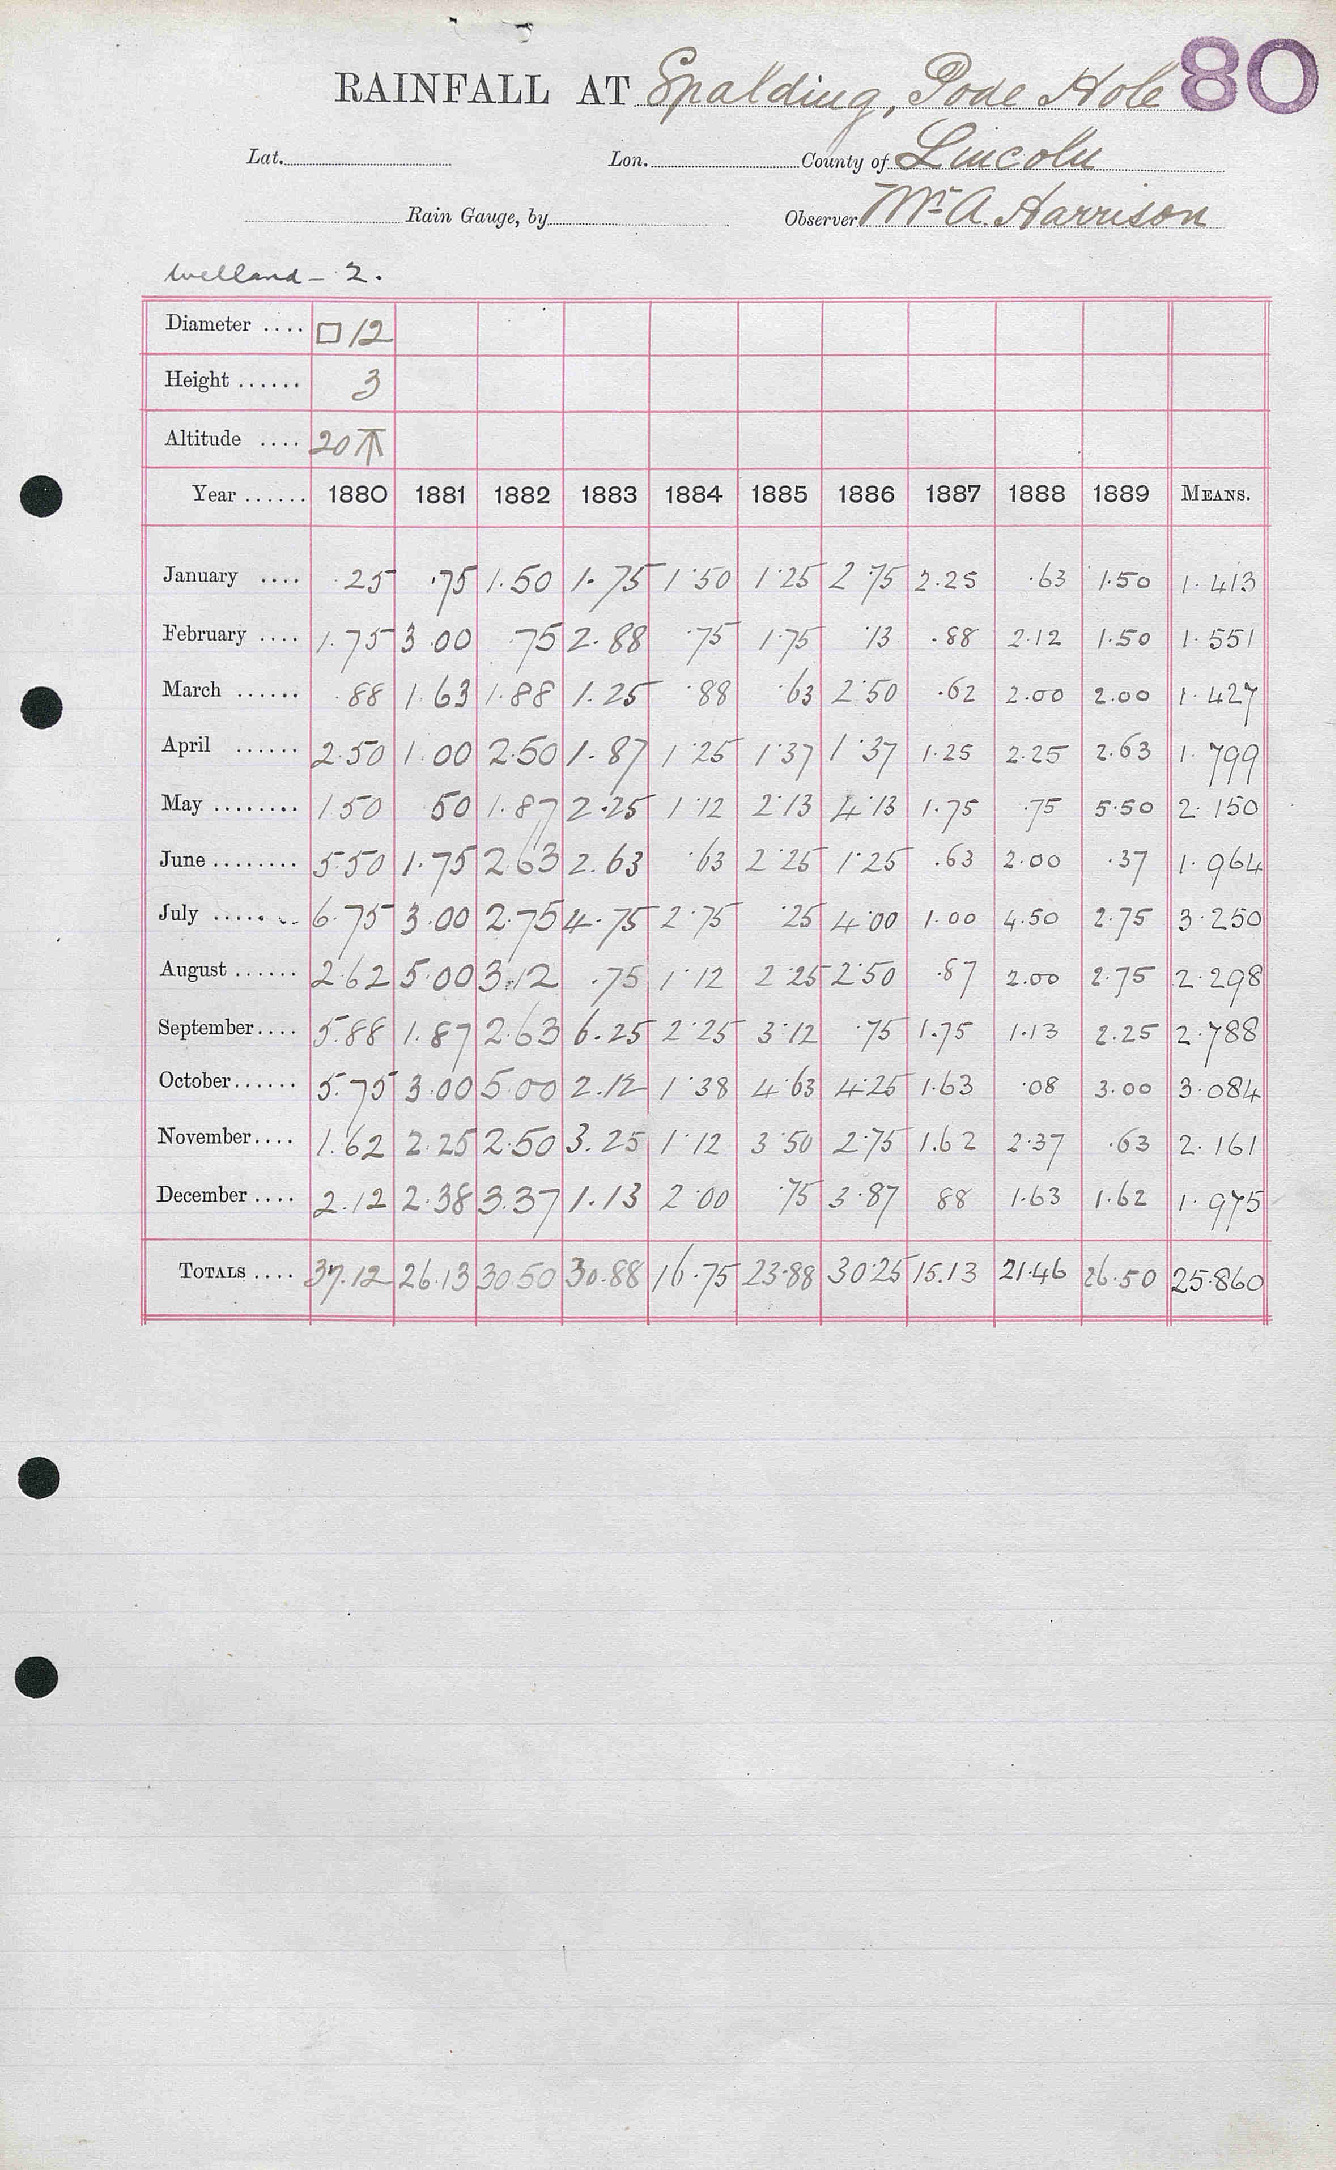 RAINFALL AT Spalding, Pode Hole 80
Lat. Lon. County of Lincoln
Rain Gauge, by Observer Mr A. Harrison
Welland - 2.
Diameter .... □ 12
Height ...... 3
Altitude .... 20
Year ...... 1880 1881 1882 1883 1884 1885 1886 1887 1888 1889 MEANS.
January .... .25 .75 1.50 1.75 1.50 1.25 2.75 2.25 .63 1.50 1.413
February .... 1.75 3.00 .75 2.88 .75 1.75 .13 .88 2.12 1.50 1.551
March ...... .88 1.63 1.88 1.25 .88 .63 2.50 .62 2.00 2.00 1.427
April ...... 2.50 1.00 2.50 1.87 1.25 1.37 1.37 1.25 2.25 2.63 1.799
May ........ 1.50 50 1.87 2.25 1.12 2.13 4.13 1.75 .75 5.50 2.150
June ........ 5.50 1.75 2.63 2.63 .63 2.25 1.25 .63 2.00 .37 1.964
July ........ 6.75 3.00 2.75 4.75 2.75 .25 4.00 1.00 4.50 2.75 3.250
August ...... 2.62 5.00 3.12 .75 1.12 2.25 2.50 .87 2.00 2.75 2.298
September .... 5.88 1.87 2.63 6.25 2.25 3.12 .75 1.75 1.13 2.25 2.788
October ...... 5.75 3.00 5.00 2.12 1.38 4.63 4.25 1.63 .08 3.00 3.084
November .... 1.62 2.25 2.50 3.25 1.12 3.50 2.75 1.62 2.37 .63 2.161
December .... 2.12 2.38 3.37 1.13 2.00 .75 3.87 88 1.63 1.62 1.975
TOTALS .... 37.12 26.13 30.50 30.88 16.75 23.88 30.25 15.13 21.46 26.50 25.860